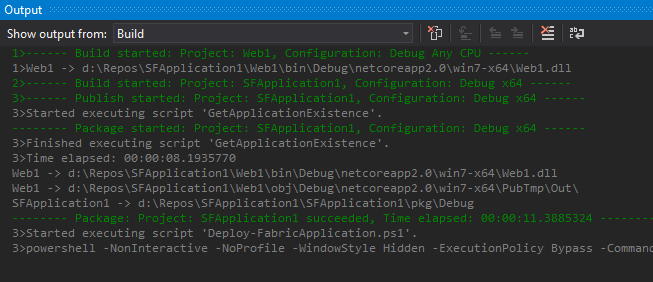 Output
Show output from: Build
1>------ Build started: Project: Web1, Configuration: Debug Any CPU ------
1>Web1 -> d:\Repos\SFApplication1\Web1\bin\Debug\netcoreapp2.0\win7-x64\Web1.dll
2>------ Build started: Project: SFApplication1, Configuration: Debug x64 ------
3>------ Publish started: Project: SFApplication1, Configuration: Debug x64 ------
3>Started executing script 'GetApplicationExistence'.
-------- Package started: Project: SFApplication1, Configuration: Debug x64 ------
3>Finished executing script 'GetApplicationExistence'.
3>Time elapsed: 00:00:08.1935770
Web1 -> d:\Repos\SFApplication1\Web1\bin\Debug\netcoreapp2.0\win7-x64\Web1.dll
Web1 -> d:\Repos\SFApplication1\Web1\obj\Debug\netcoreapp2.0\win7-x64\PubTmp\Out\
SFApplication1 -> d:\Repos\SFApplication1\SFApplication1\pkg\Debug
-------- Package: Project: SFApplication1 succeeded, Time elapsed: 00:00:11.3885324 --------
3>Started executing script 'Deploy-FabricApplication.ps1'.
3>powershell -NonInteractive -NoProfile -WindowStyle Hidden -ExecutionPolicy Bypass -Comman